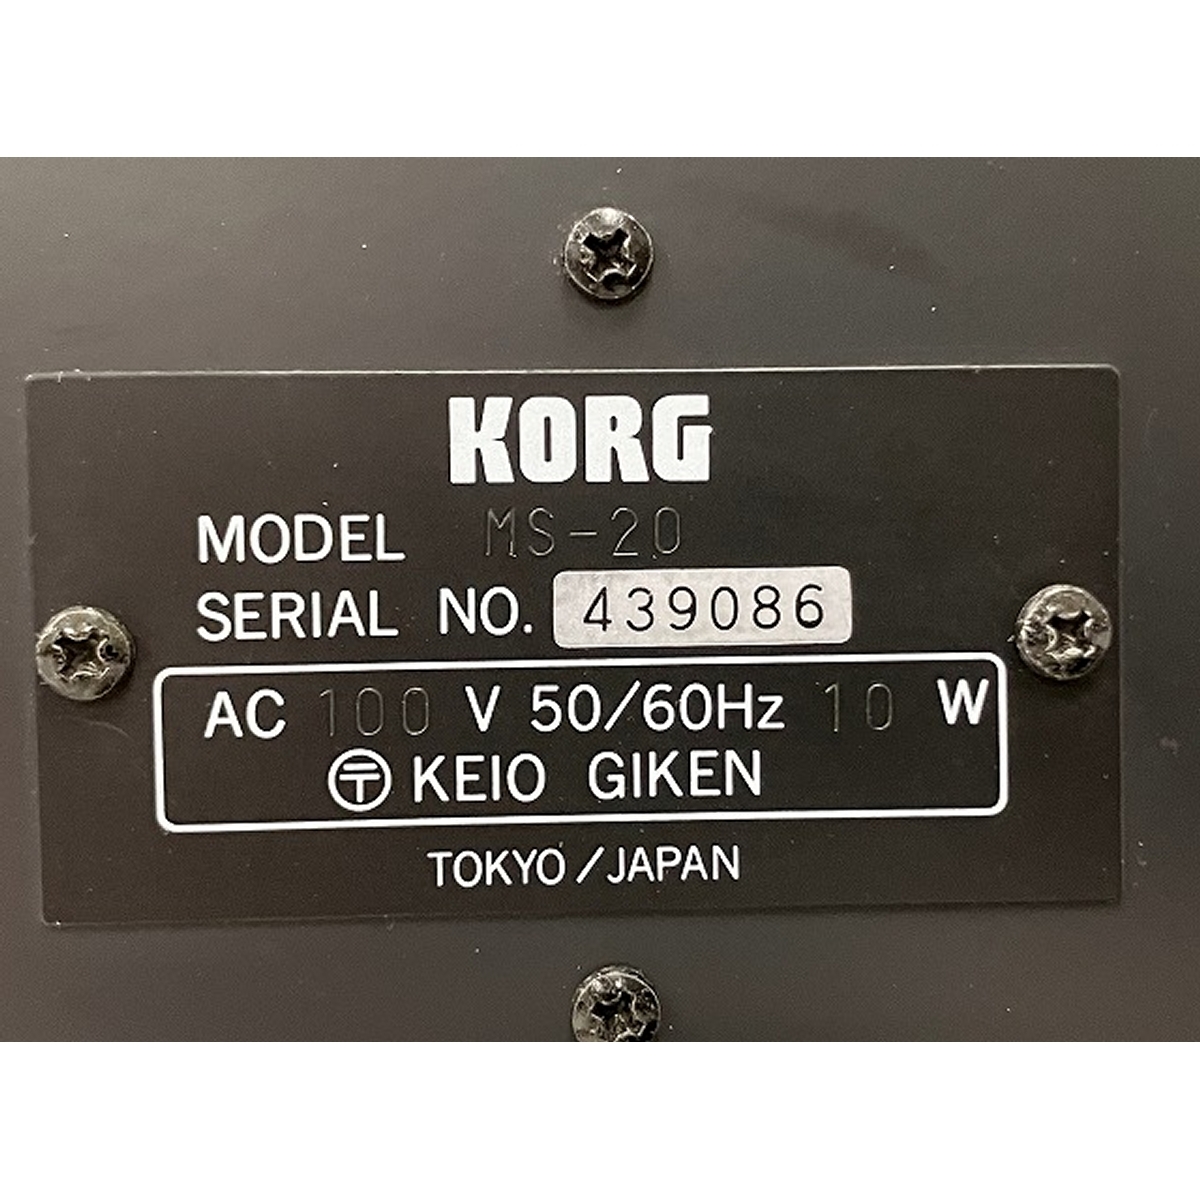 KORG
MODEL MS-20
SERIAL NO. 439086
AC 100 V 50/60Hz 10 W
〒 KEIO GIKEN
TOKYO/JAPAN